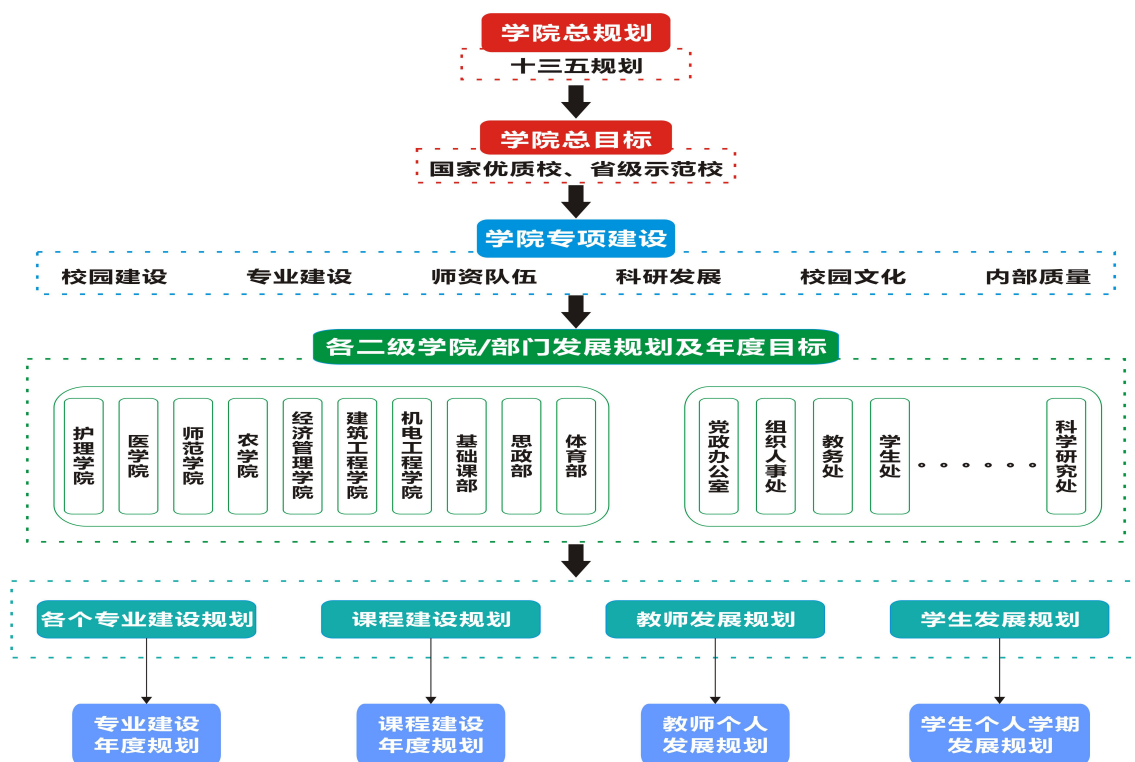 学院总规划
十三五规划
学院总目标
国家优质校、省级示范校
学院专项建设
校园建设 专业建设 师资队伍 科研发展 校园文化 内部质量
各二级学院/部门发展规划及年度目标
护理学院
医学院
师范学院
农学院
经济管理学院
建筑工程学院
机电工程学院
基础课部
思政部
体育部
党政办公室
组织人事处
教务处
学生处
。。。。。。
科学研究处
各个专业建设规划 课程建设规划 教师发展规划 学生发展规划
专业建设
年度规划
课程建设
年度规划
教师个人
发展规划
学生个人学期
发展规划